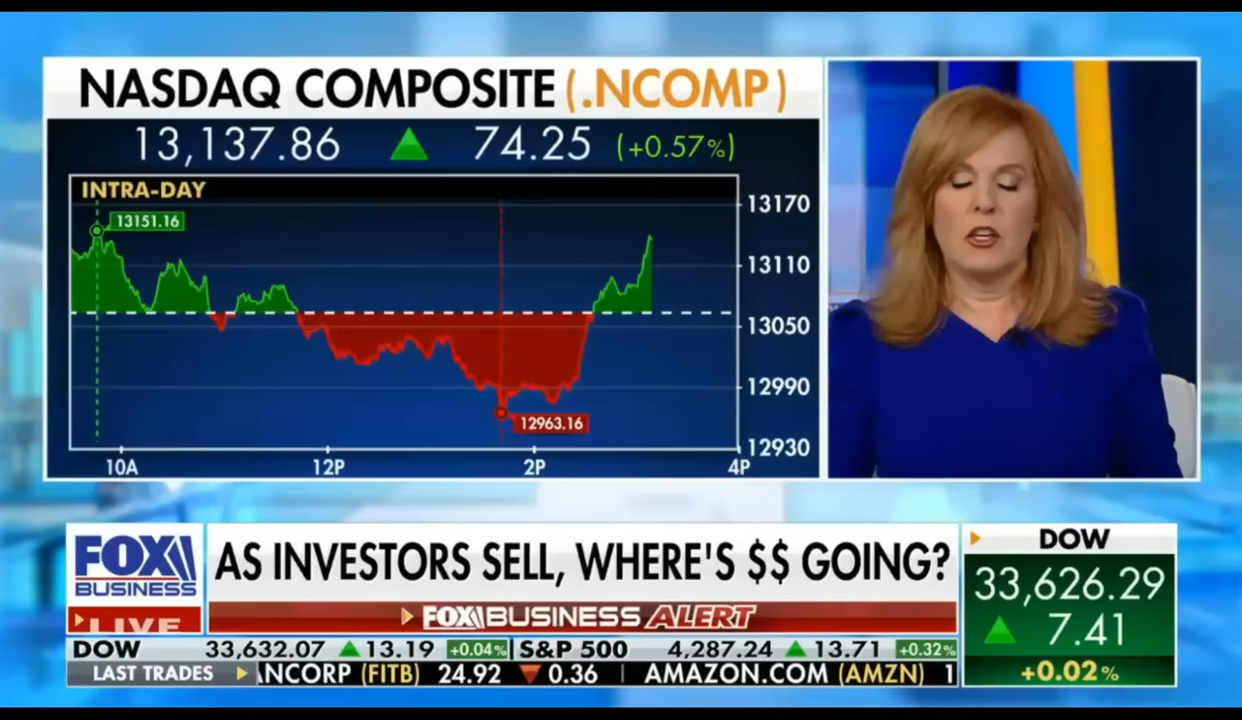 NASDAQ COMPOSITE (.NCOMP)
13,137.86 ▲ 74.25 (+0.57%)
INTRA-DAY
13151.16
13170
13110
13050
12990
12930
12963.16
10A 12P 2P 4P
FOX BUSINESS
LIVE
AS INVESTORS SELL, WHERE'S $$ GOING?
FOX BUSINESS ALERT
DOW
33,626.29
▲ 7.41
+0.02%
DOW 33,632.07 ▲ 13.19 +0.04% S&P 500 4,287.24 ▲ 13.71 +0.32%
LAST TRADES NCORP (FITB) 24.92 ▼ 0.36 AMAZON.COM (AMZN) 1